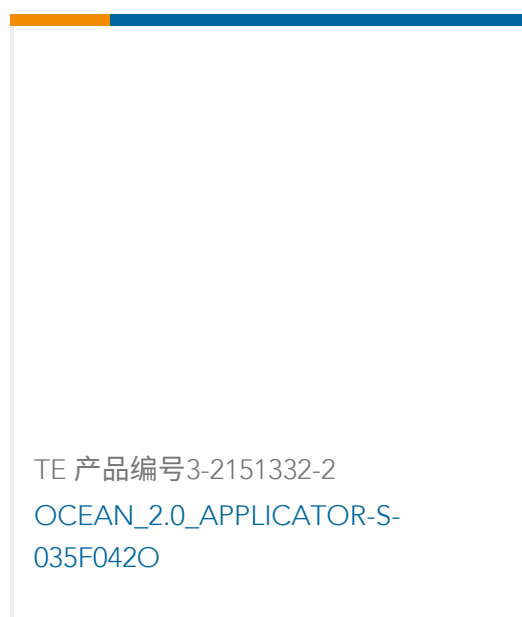 TE 产品编号3-2151332-2
OCEAN_2.0_APPLICATOR-S-
035F042O